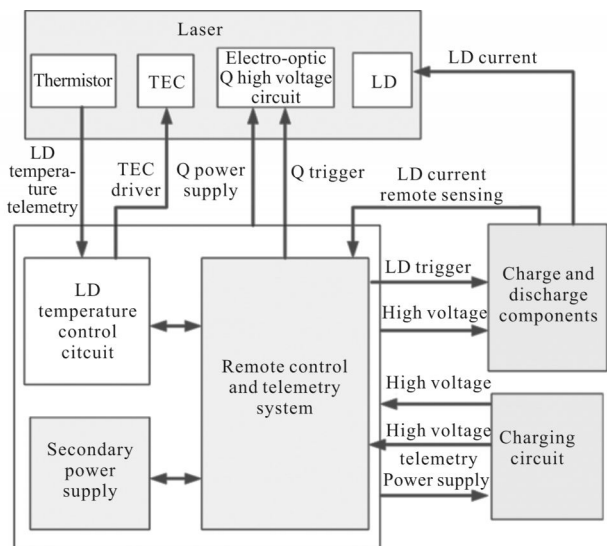 Laser
Thermistor
TEC
Electro-optic
Q high voltage
circuit
LD
LD current
LD
tempera-
ture
telemetry
TEC
driver
Q power
supply
Q trigger
LD current
remote sensing
LD
temperature
control
citcuit
Remote control
and telemetry
system
LD trigger
High voltage
Charge and
discharge
components
Secondary
power
supply
High voltage
High voltage
telemetry
Power supply
Charging
circuit